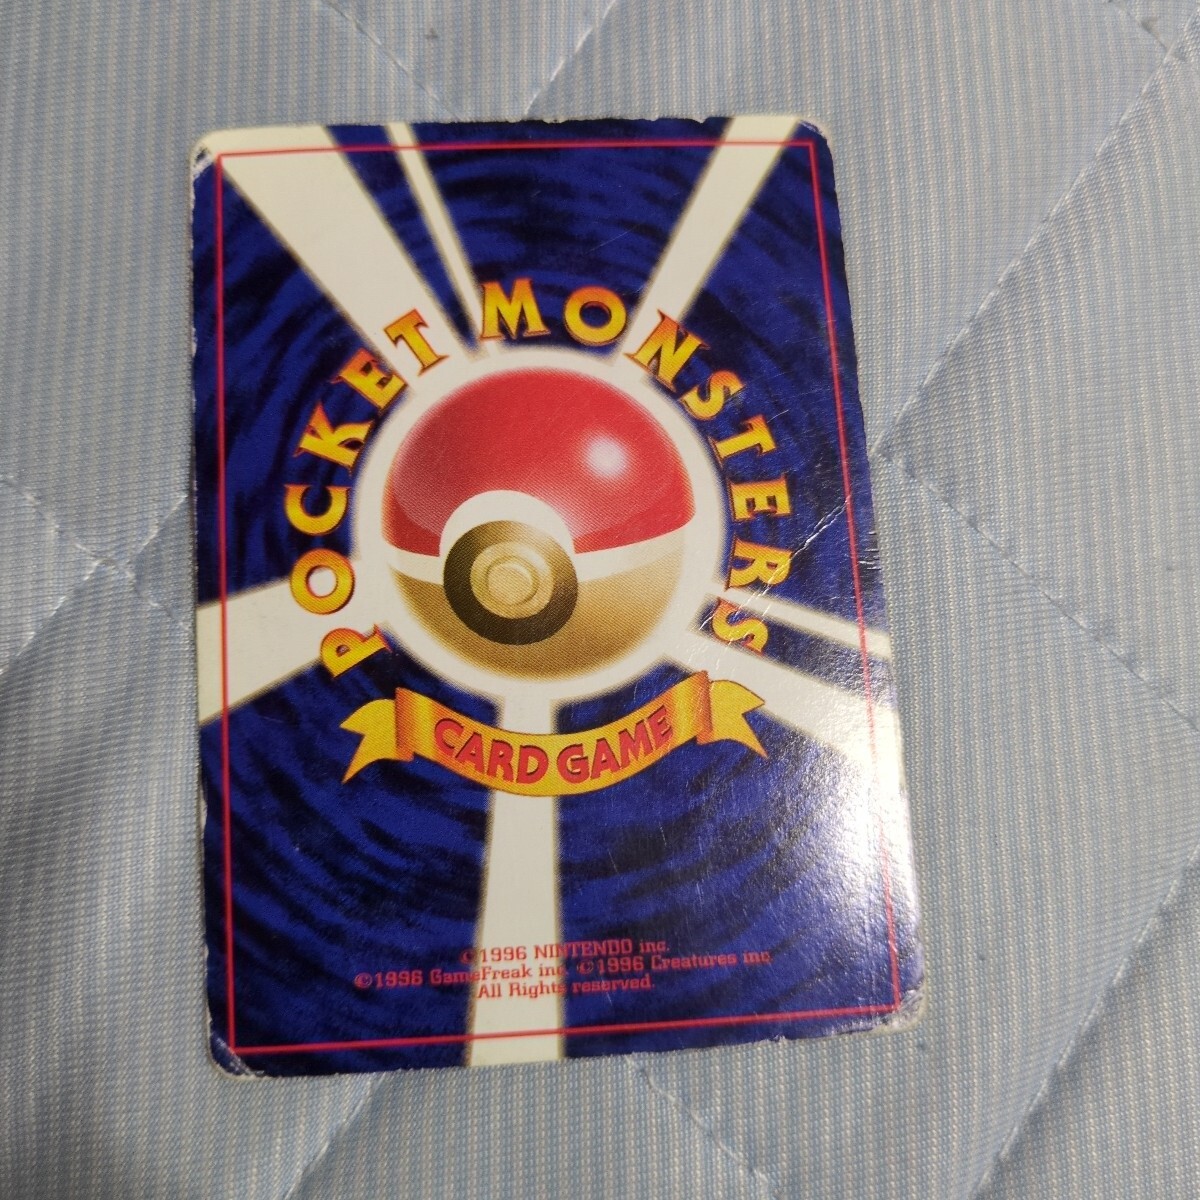 POCKET MONSTERS
CARD GAME
©1996 NINTENDO inc.
©1996 GameFreak inc. ©1996 Creatures inc
All Rights reserved.